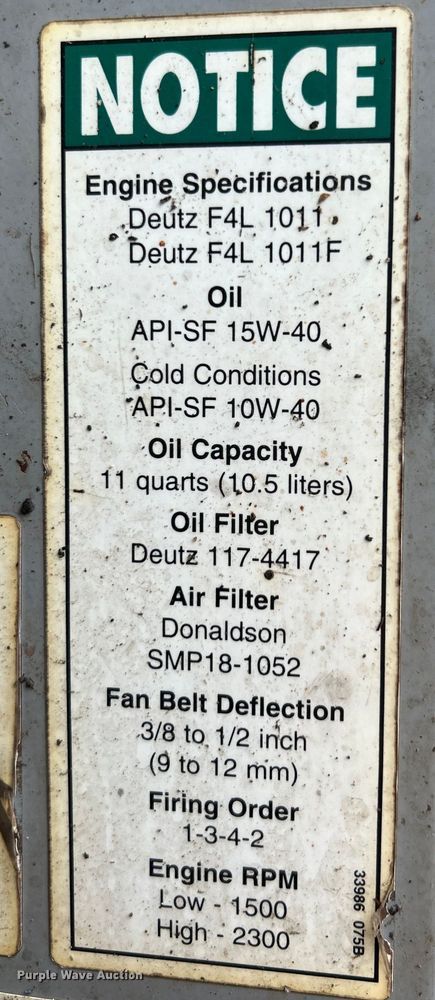 NOTICE
Engine Specifications
Deutz F4L 1011
Deutz F4L 1011F
Oil
API-SF 15W-40
Cold Conditions
API-SF 10W-40
Oil Capacity
11 quarts (10.5 liters)
Oil Filter
Deutz 117-4417
Air Filter
Donaldson
SMP18-1052
Fan Belt Deflection
3/8 to 1/2 inch
(9 to 12 mm)
Firing Order
1-3-4-2
Engine RPM
Low - 1500
High - 2300
33986 075B
Purple Wave Auction